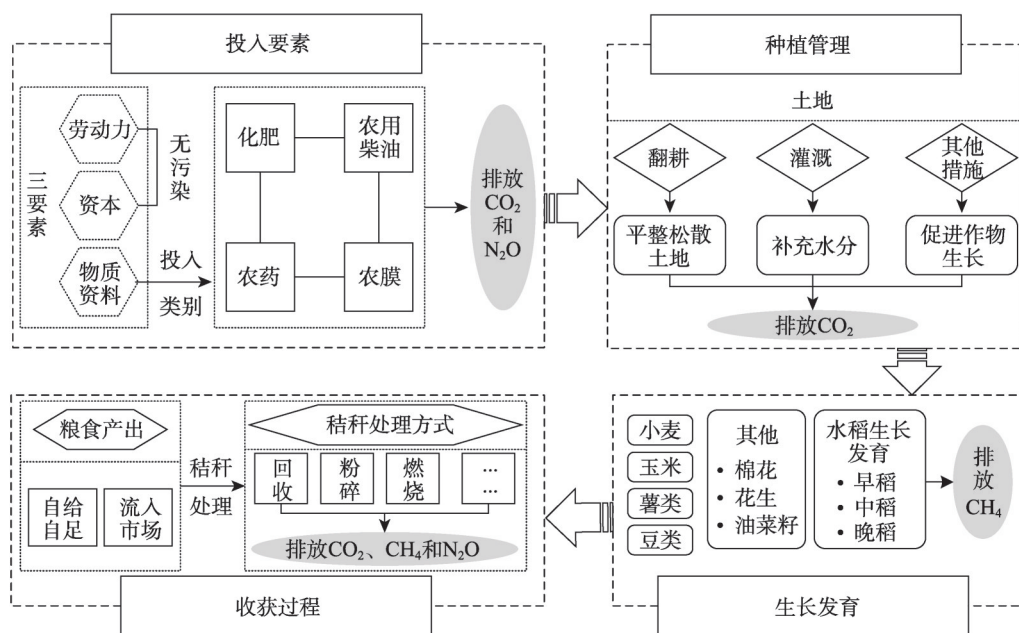 投入要素
三要素
劳动力
资本
物质
资料
无污染
投入
类别
化肥
农用
柴油
农药
农膜
排放
CO₂
和
N₂O
种植管理
土地
翻耕
灌溉
其他
措施
平整松散
土地
补充水分
促进作物
生长
排放CO₂
小麦
玉米
薯类
豆类
其他
• 棉花
• 花生
• 油菜籽
水稻生长
发育
• 早稻
• 中稻
• 晚稻
排
放
CH₄
生长发育
粮食产出
自给
自足
流入
市场
秸秆
处理
秸秆处理方式
回
收
粉
碎
燃
烧
...
...
排放CO₂、CH₄和N₂O
收获过程